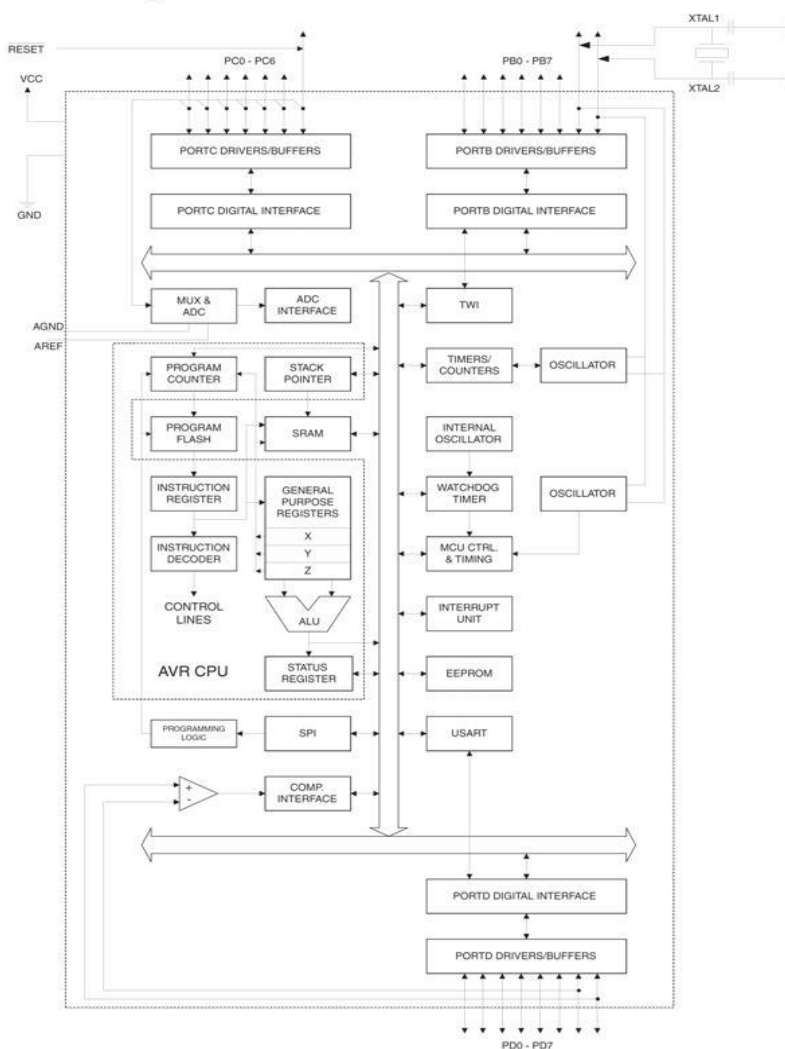 XTAL1
RESET
PC0 - PC6
PB0 - PB7
VCC
XTAL2
PORTC DRIVERS/BUFFERS
PORTB DRIVERS/BUFFERS
PORTC DIGITAL INTERFACE
PORTB DIGITAL INTERFACE
GND
MUX &
ADC
ADC
INTERFACE
TWI
AGND
AREF
PROGRAM
COUNTER
STACK
POINTER
TIMERS/
COUNTERS
OSCILLATOR
PROGRAM
FLASH
SRAM
INTERNAL
OSCILLATOR
INSTRUCTION
REGISTER
GENERAL
PURPOSE
REGISTERS
WATCHDOG
TIMER
OSCILLATOR
X
INSTRUCTION
DECODER
Y
MCU CTRL.
& TIMING
Z
CONTROL
LINES
ALU
INTERRUPT
UNIT
AVR CPU
STATUS
REGISTER
EEPROM
PROGRAMMING
LOGIC
SPI
USART
+
-
COMP.
INTERFACE
PORTD DIGITAL INTERFACE
PORTD DRIVERS/BUFFERS
PD0 - PD7